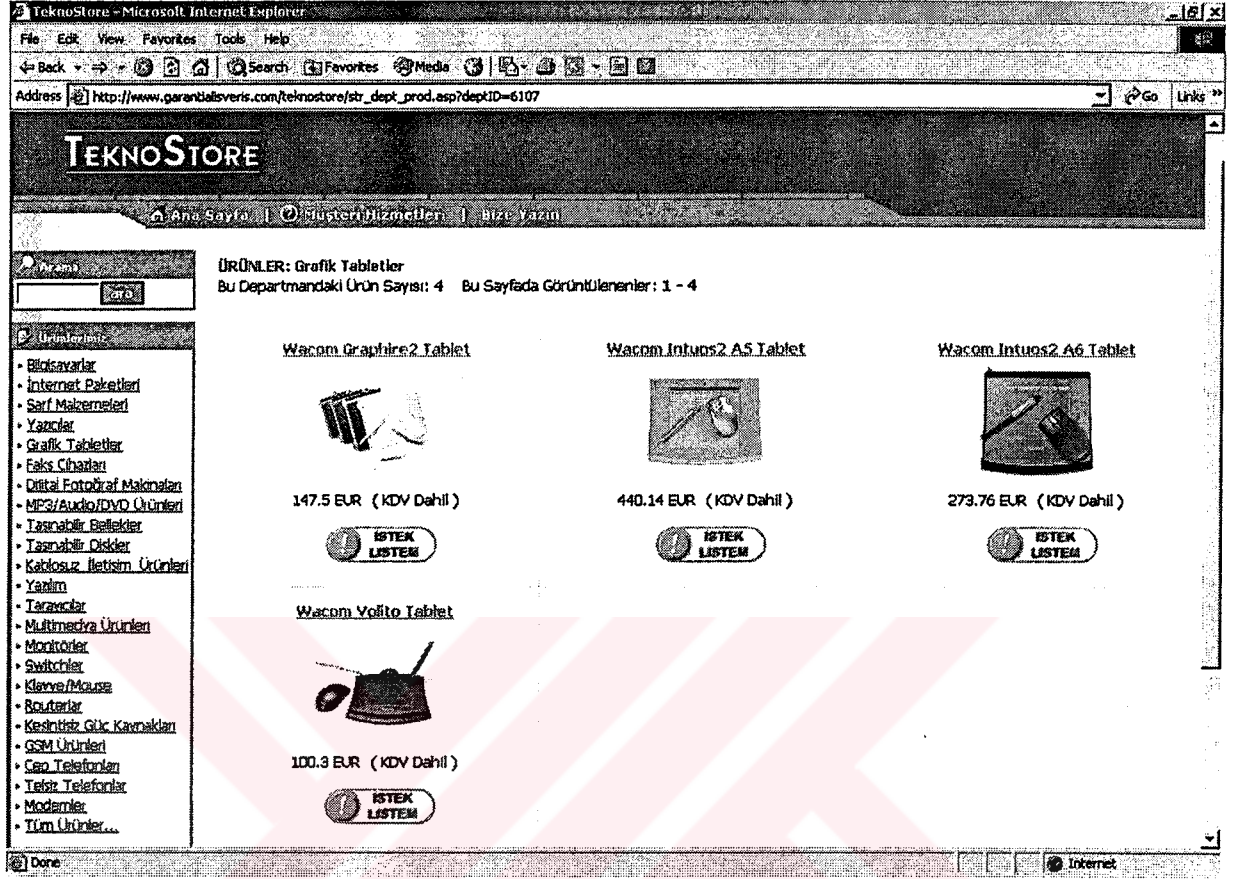 TeknoStore - Microsoft Internet Explorer
File Edit View Favorites Tools Help
Back Search Favorites Media
Address http://www.garantialisveris.com/teknostore/str_dept_prod.asp?deptID=6107 Go Links »
TEKNOSTORE
Ana Sayfa | Müşteri Hizmetleri | Bize Yazın
Arama
ara
Ürünlerimiz
Bilgisayarlar
İnternet Paketleri
Sarf Malzemeleri
Yazıcılar
Grafik Tabletler
Faks Cihazları
Dijital Fotoğraf Makinaları
MP3/Audio/DVD Ürünleri
Taşınabilir Bellekler
Taşınabilir Diskler
Kablosuz İletişim Ürünleri
Yazılım
Tarayıcılar
Multimedya Ürünleri
Monitörler
Switchler
Klavye/Mouse
Routerlar
Kesintisiz Güç Kaynakları
GSM Ürünleri
Cep Telefonları
Telsiz Telefonlar
Modemler
Tüm Ürünler...
ÜRÜNLER: Grafik Tabletler
Bu Departmandaki Ürün Sayısı: 4 Bu Sayfada Görüntülenenler: 1 - 4
Wacom Graphire2 Tablet
147.5 EUR (KDV Dahil)
İSTEK
LİSTEM
Wacom Intuos2 A5 Tablet
440.14 EUR (KDV Dahil)
İSTEK
LİSTEM
Wacom Intuos2 A6 Tablet
273.76 EUR (KDV Dahil)
İSTEK
LİSTEM
Wacom Volito Tablet
100.3 EUR (KDV Dahil)
İSTEK
LİSTEM
Done Internet